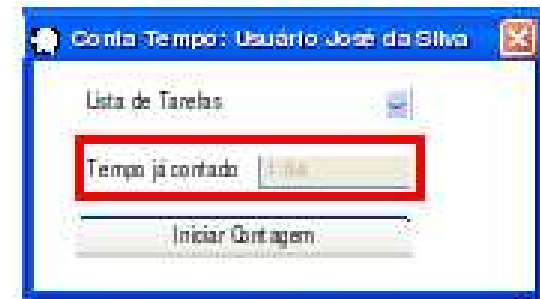 Conta Tempo: Usuário José da Silva
Lista de Tarefas
Tempo já contado
Iniciar Contagem